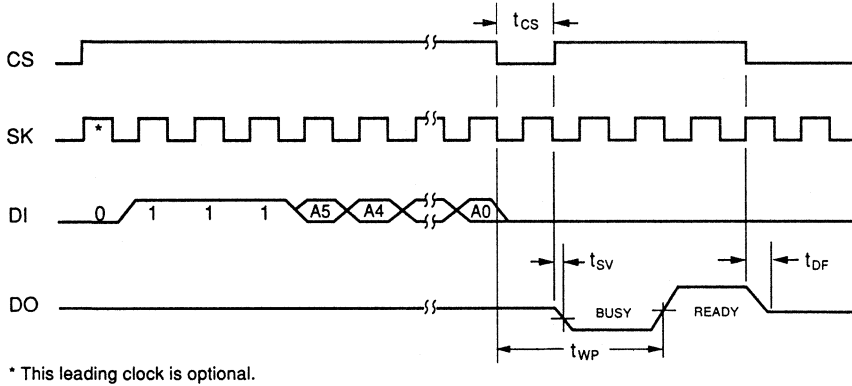 tCS
CS
SK
*
DI
0 1 1 1 A5 A4 A0
tSV
tDF
DO
BUSY
READY
tWP
* This leading clock is optional.